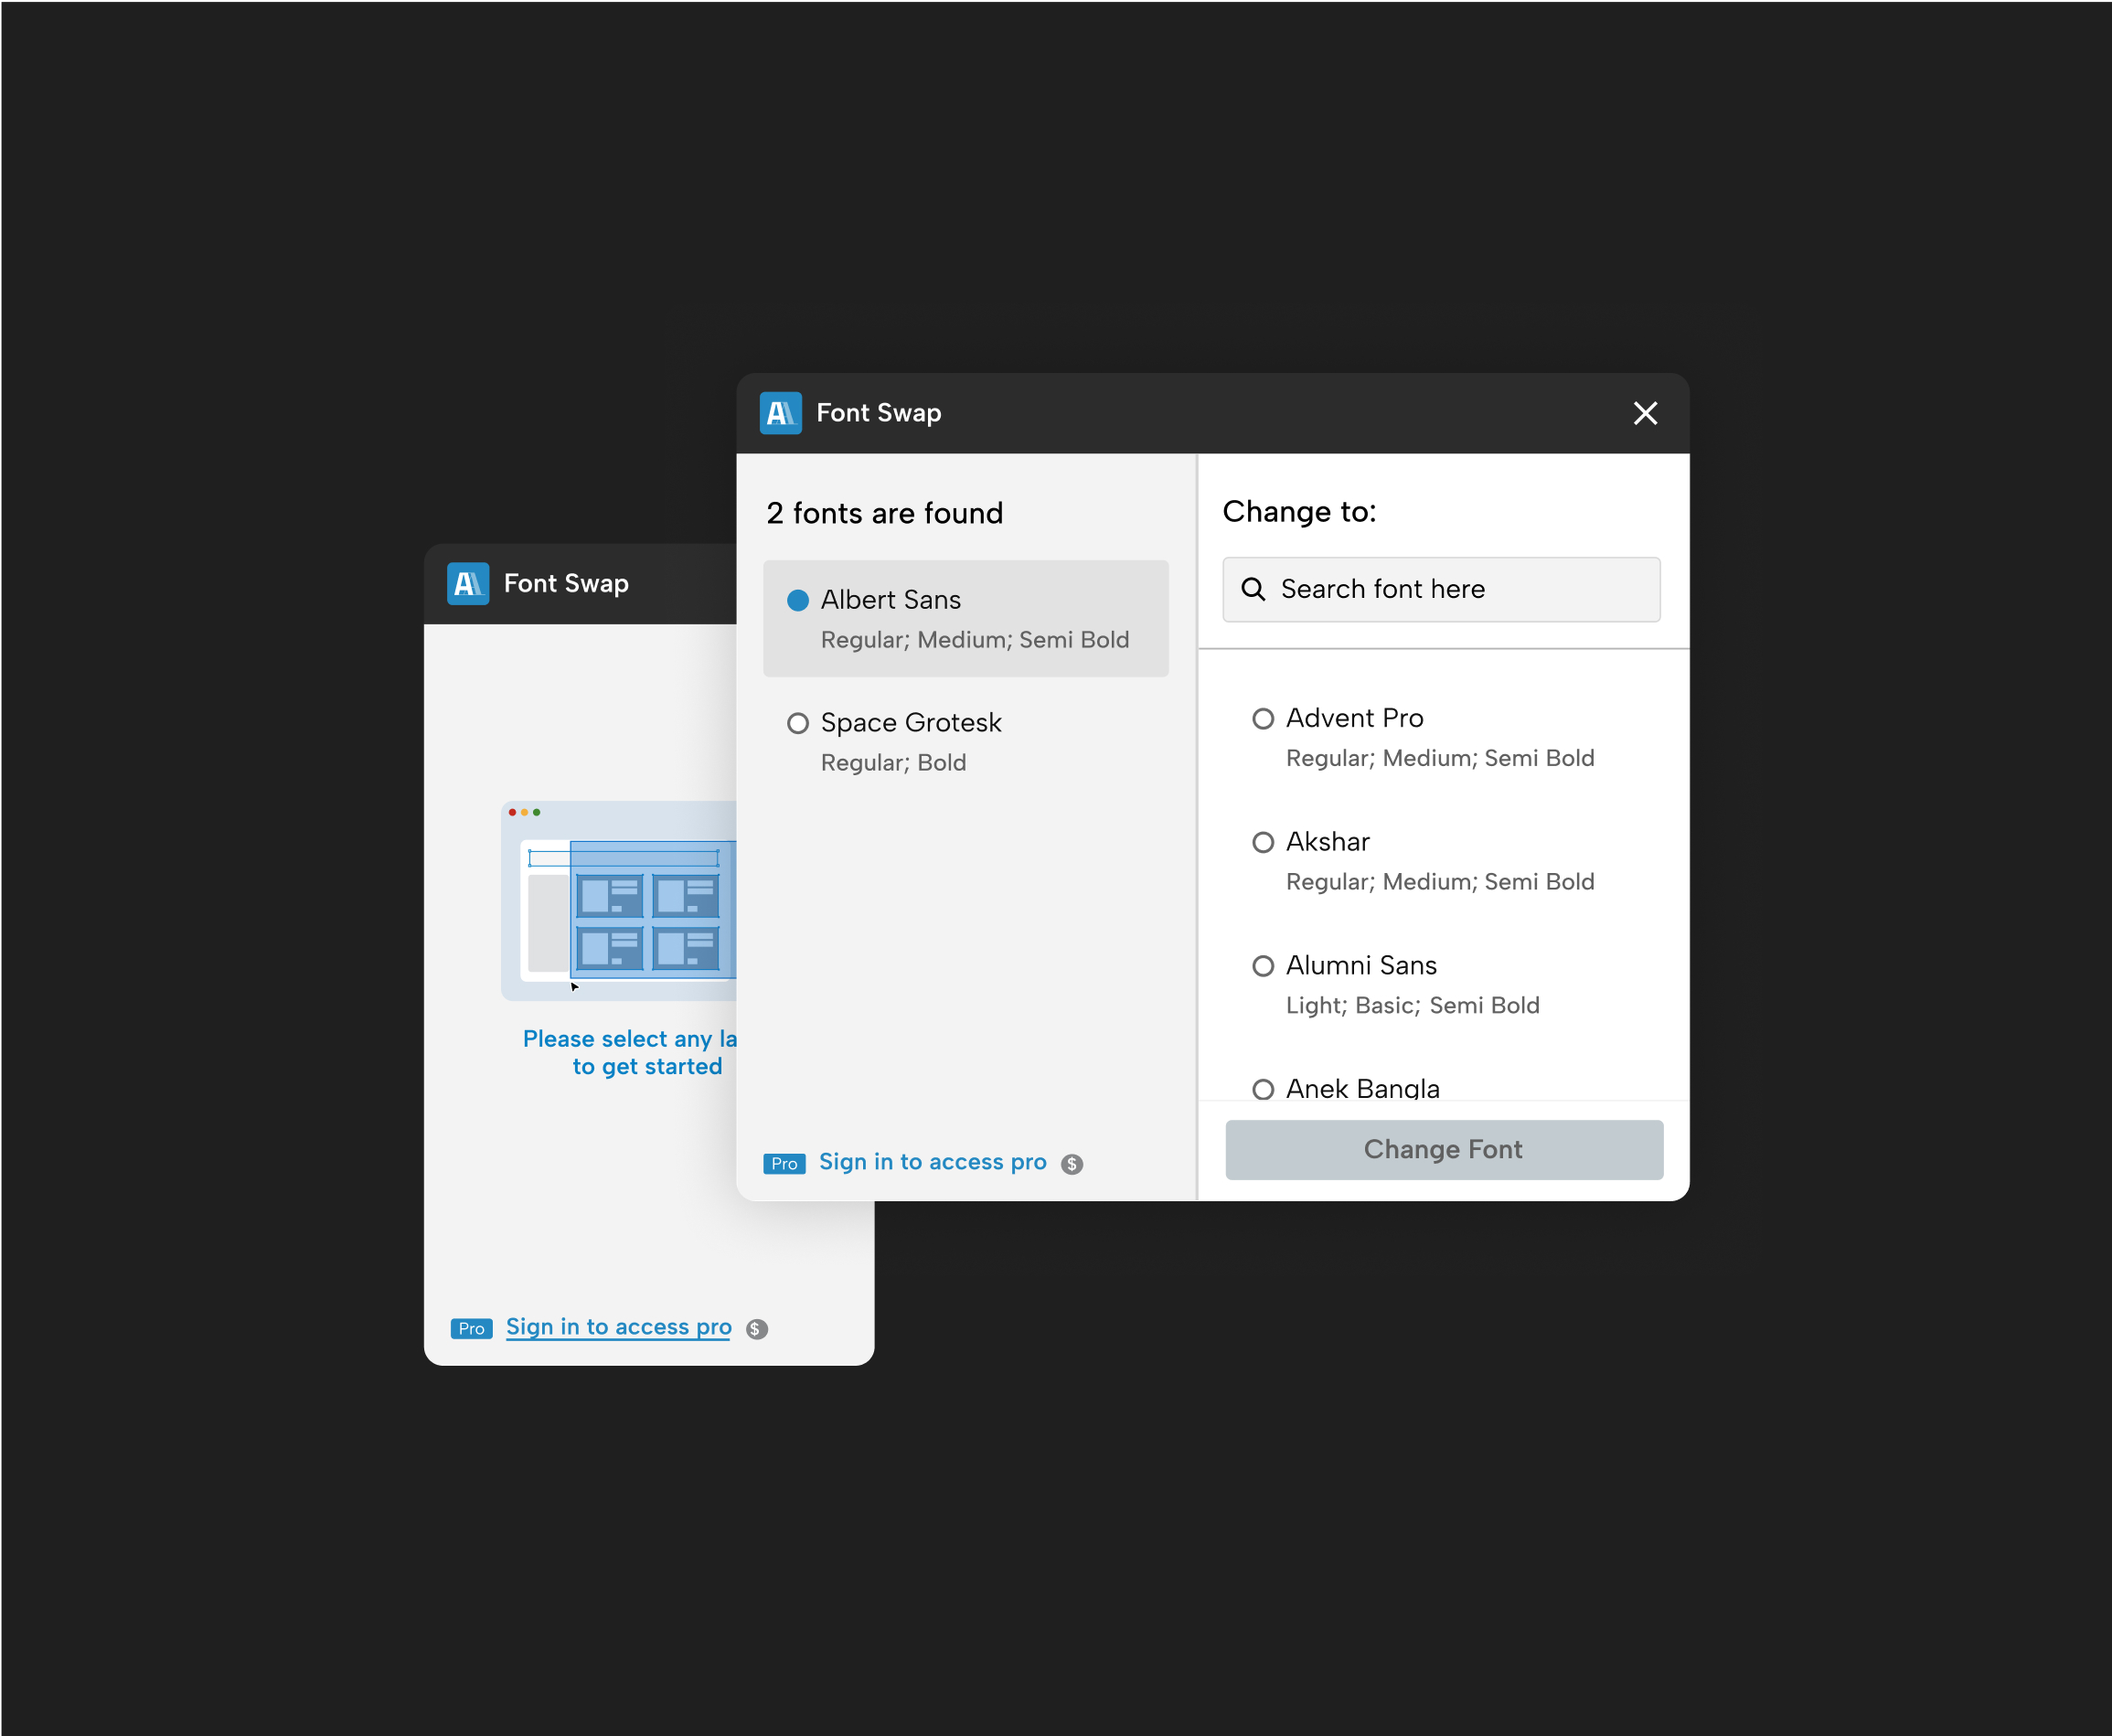 Font Swap
2 fonts are found
Albert Sans
Regular; Medium; Semi Bold
Space Grotesk
Regular; Bold
Pro Sign in to access pro $
Change to:
Search font here
Advent Pro
Regular; Medium; Semi Bold
Akshar
Regular; Medium; Semi Bold
Alumni Sans
Light; Basic; Semi Bold
Anek Bangla
Change Font
Font Swap
Please select any la
to get started
Pro Sign in to access pro $